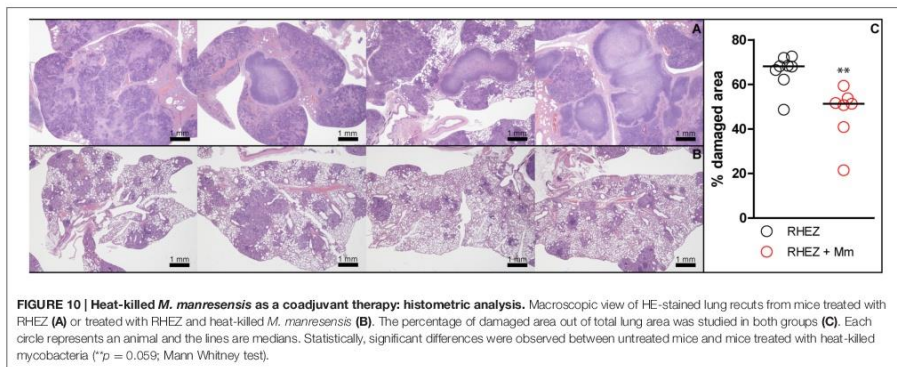 A
1 mm
1 mm
1 mm
1 mm
B
1 mm
1 mm
1 mm
1 mm
C
% damaged area
80
60
40
20
0
**
RHEZ
RHEZ + Mm
FIGURE 10 | Heat-killed M. manresensis as a coadjuvant therapy: histometric analysis. Macroscopic view of HE-stained lung recuts from mice treated with
RHEZ (A) or treated with RHEZ and heat-killed M. manresensis (B). The percentage of damaged area out of total lung area was studied in both groups (C). Each
circle represents an animal and the lines are medians. Statistically, significant differences were observed between untreated mice and mice treated with heat-killed
mycobacteria (**p = 0.059; Mann Whitney test).